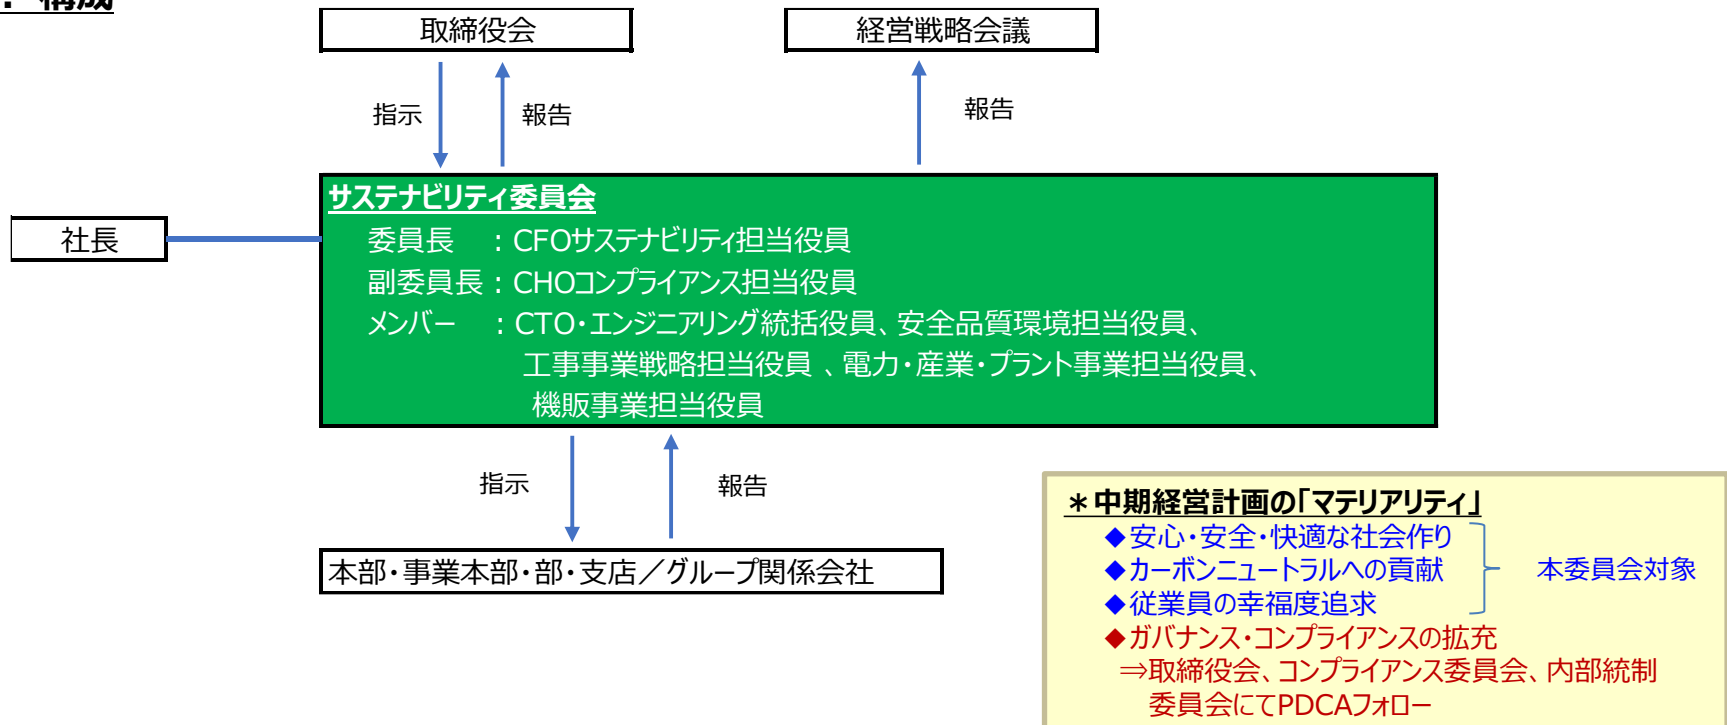 構成
取締役会
経営戦略会議
指示
報告
報告
社長
サステナビリティ委員会
委員長 :CFOサステナビリティ担当役員
副委員長:CHOコンプライアンス担当役員
メンバー :CTO・エンジニアリング統括役員、安全品質環境担当役員、
工事事業戦略担当役員 、電力・産業・プラント事業担当役員、
機販事業担当役員
指示
報告
本部・事業本部・部・支店／グループ関係会社
＊中期経営計画の「マテリアリティ」
◆安心・安全・快適な社会作り
◆カーボンニュートラルへの貢献
◆従業員の幸福度追求
本委員会対象
◆ガバナンス・コンプライアンスの拡充
⇒取締役会、コンプライアンス委員会、内部統制
委員会にてPDCAフォロー